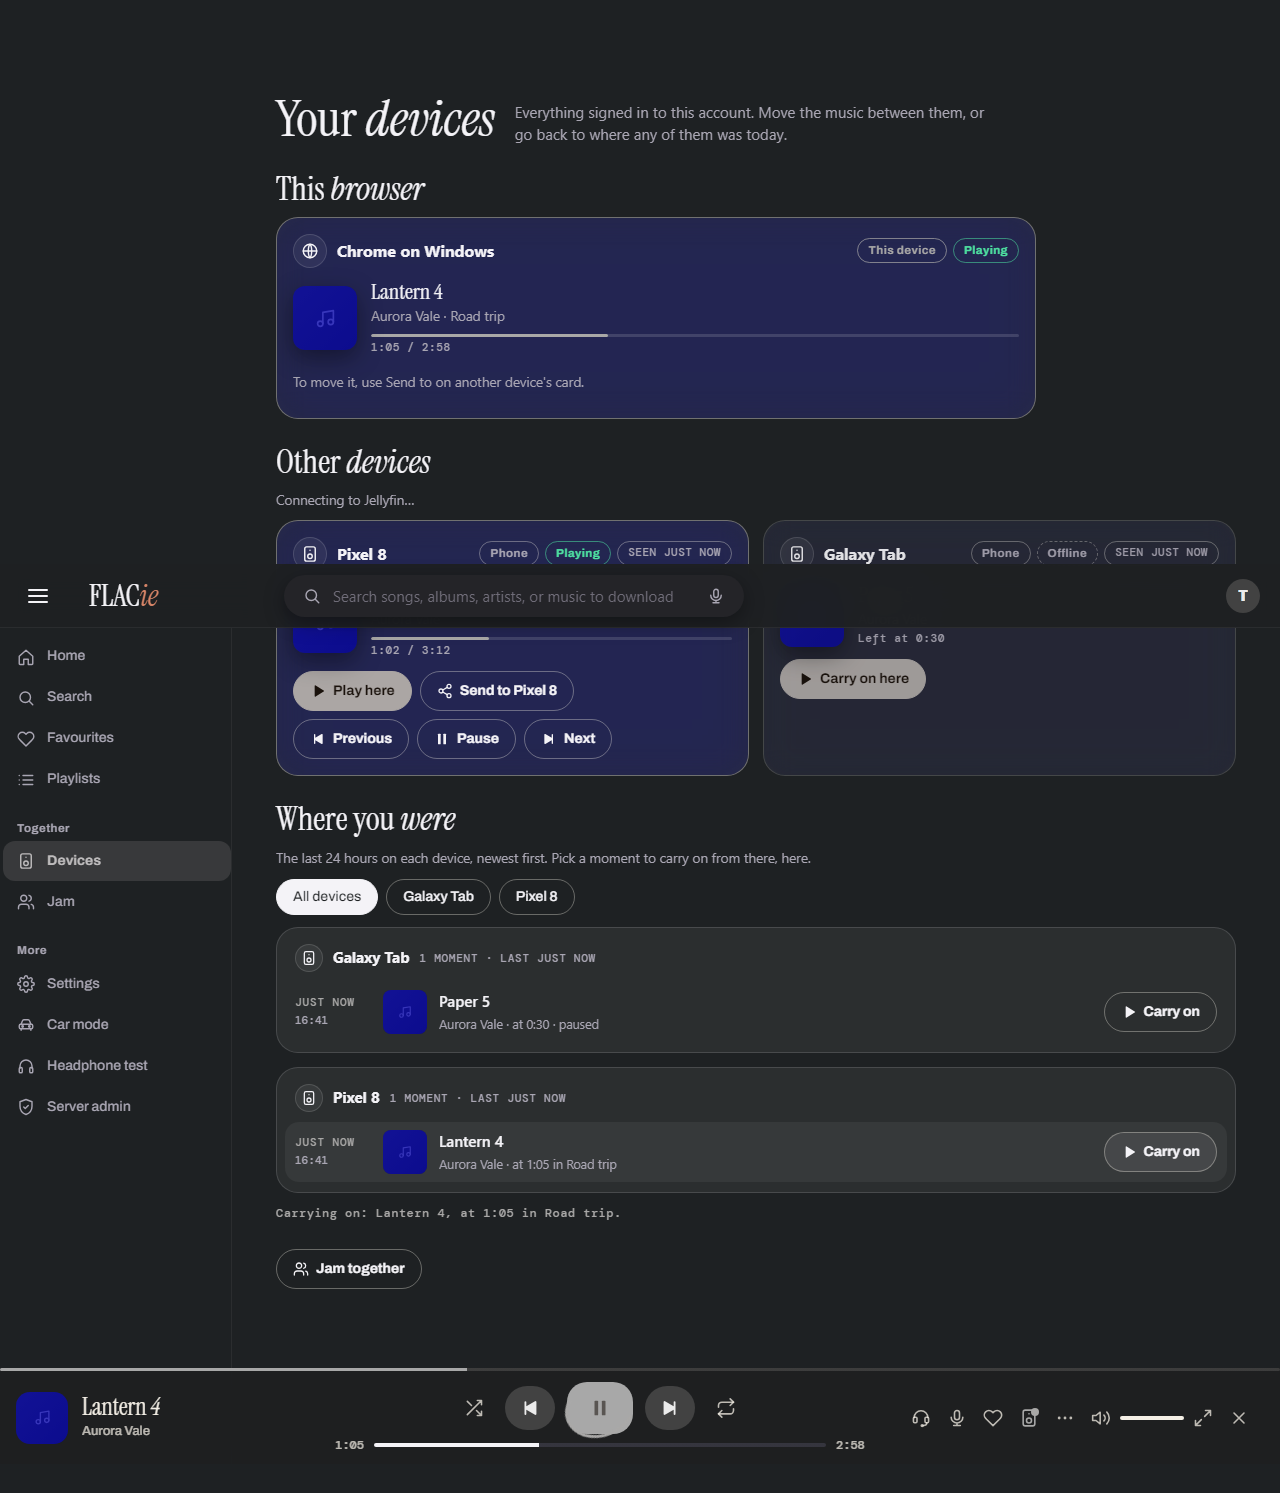 Your devices
Everything signed in to this account. Move the music between them, or
go back to where any of them was today.
This browser
Chrome on Windows
This device
Playing
Lantern 4
Aurora Vale · Road trip
1:05 / 2:58
To move it, use Send to on another device's card.
Other devices
Connecting to Jellyfin...
Pixel 8
Phone
Playing
SEEN JUST NOW
Galaxy Tab
Phone
Offline
SEEN JUST NOW
FLACie
Search songs, albums, artists, or music to download
T
1:02 / 3:12
Left at 0:30
Play here
Send to Pixel 8
Carry on here
Previous
Pause
Next
Home
Search
Favourites
Playlists
Together
Devices
Jam
More
Settings
Car mode
Headphone test
Server admin
Where you were
The last 24 hours on each device, newest first. Pick a moment to carry on from there, here.
All devices
Galaxy Tab
Pixel 8
Galaxy Tab 1 MOMENT · LAST JUST NOW
JUST NOW
16:41
Paper 5
Aurora Vale · at 0:30 · paused
Carry on
Pixel 8 1 MOMENT · LAST JUST NOW
JUST NOW
16:41
Lantern 4
Aurora Vale · at 1:05 in Road trip
Carry on
Carrying on: Lantern 4, at 1:05 in Road trip.
Jam together
Lantern 4
Aurora Vale
1:05
2:58